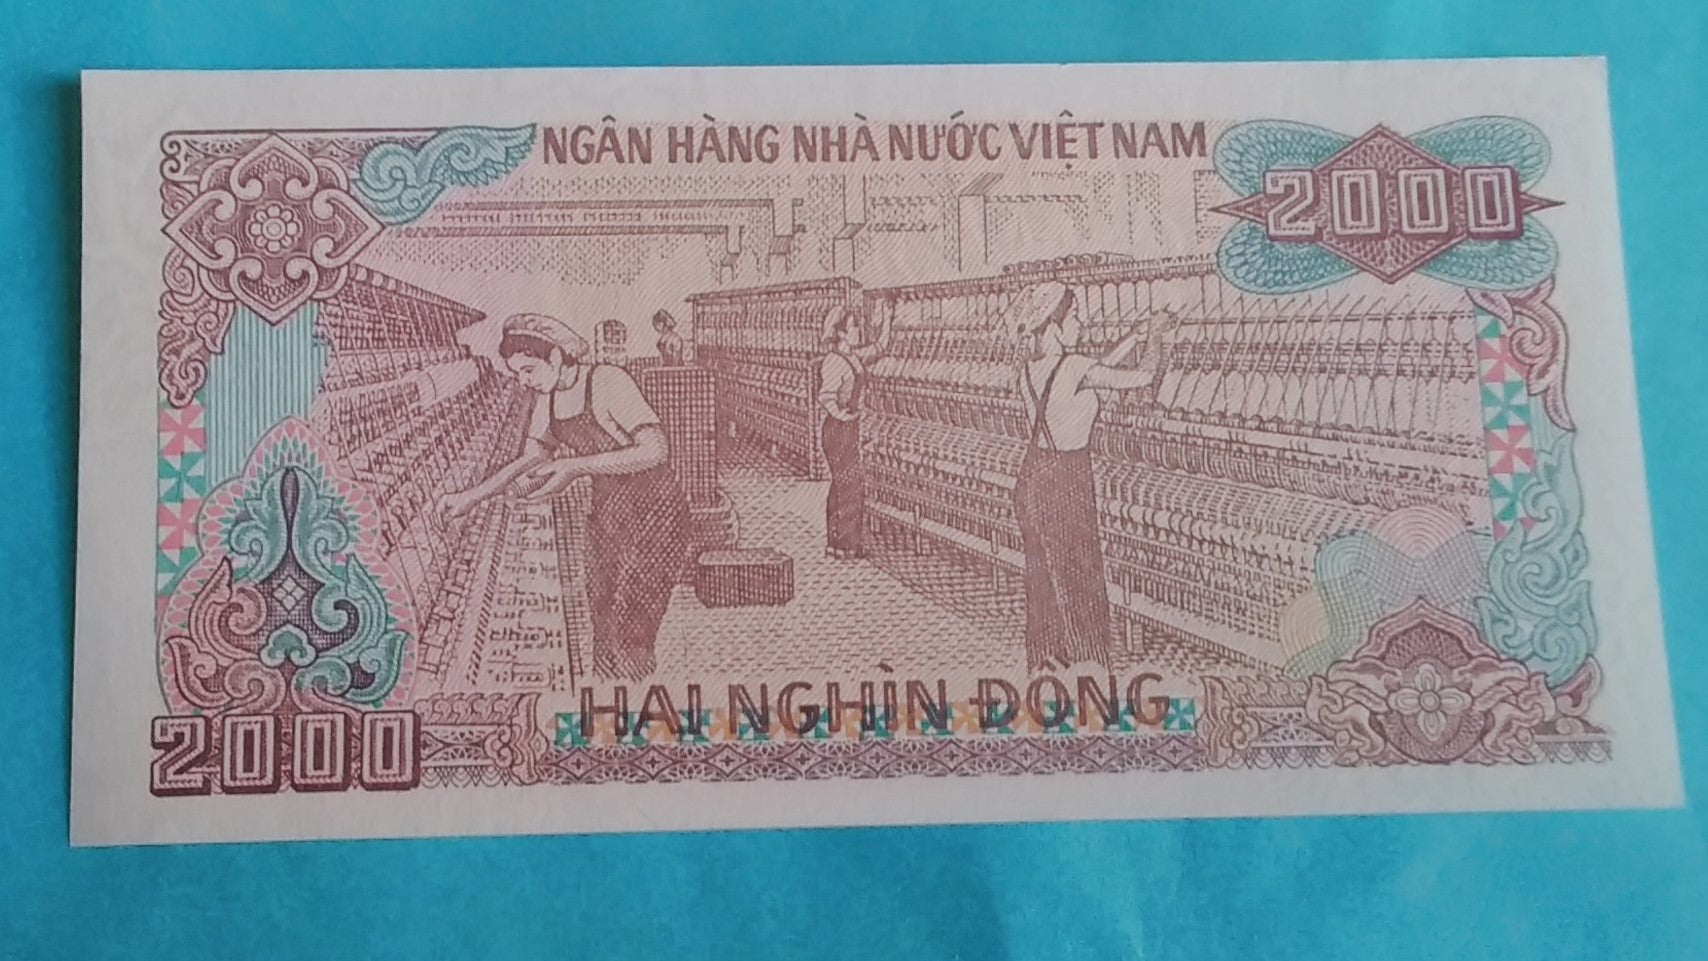 NGÂN HÀNG NHÀ NƯỚC VIỆT NAM
2000
HAI NGHÌN ĐỒNG
2000